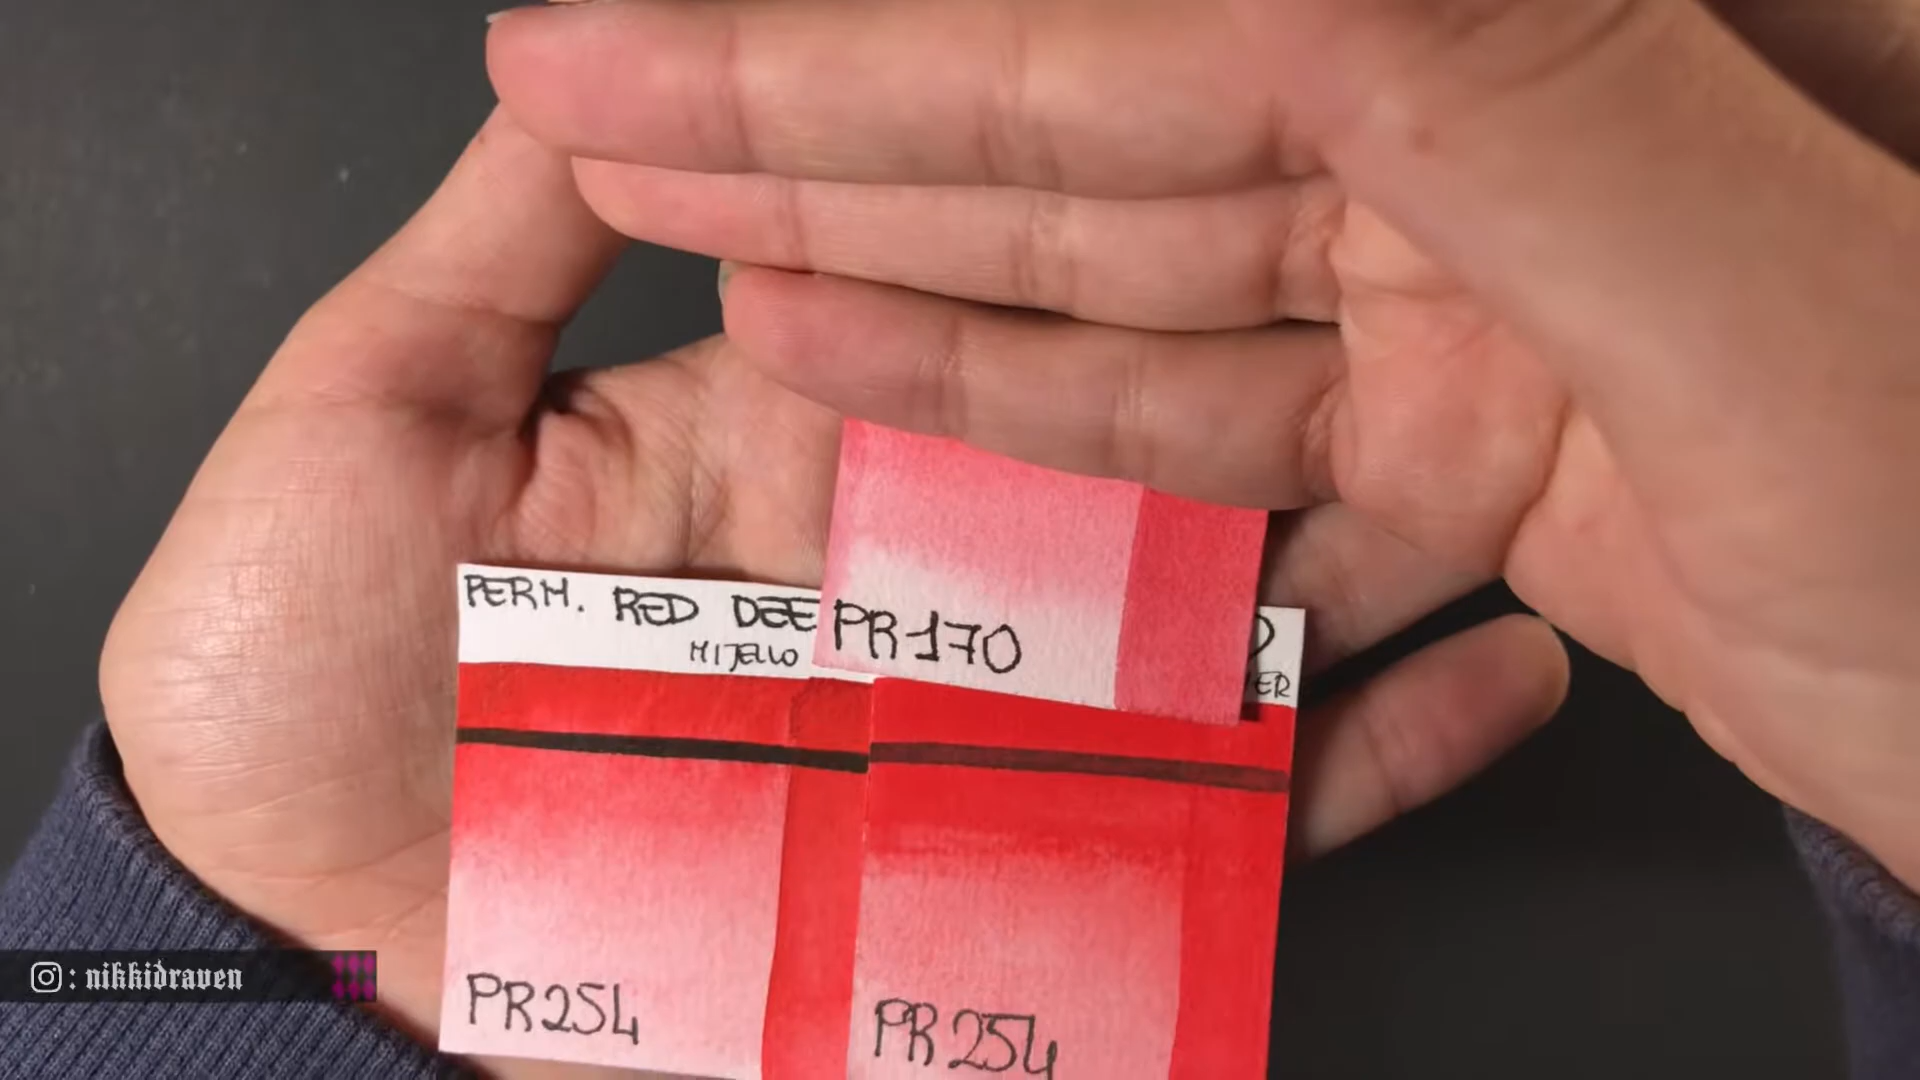 PERM. RED DEE
MIJELLO
PR170
D
ER
PR254
PR254
: nikkidraven